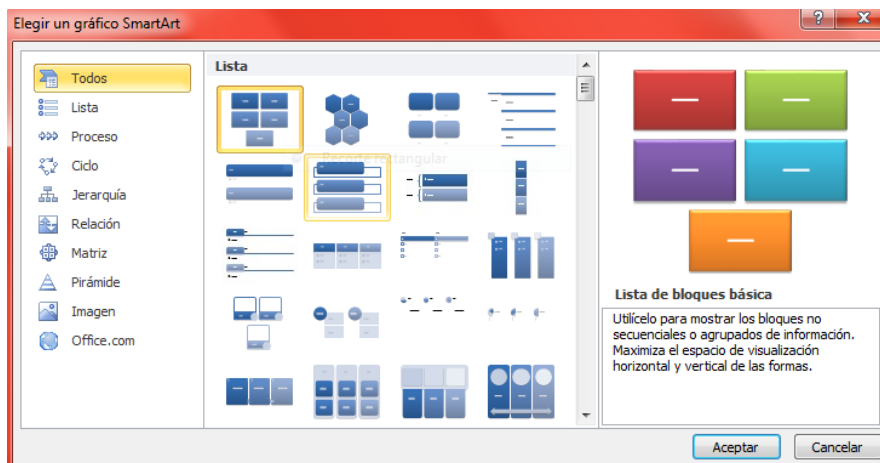 Elegir un gráfico SmartArt
Todos
Lista
Proceso
Ciclo
Jerarquía
Relación
Matriz
Pirámide
Imagen
Office.com
Lista
Recorte rectangular
Lista de bloques básica
Utilícelo para mostrar los bloques no
secuenciales o agrupados de información.
Maximiza el espacio de visualización
horizontal y vertical de las formas.
Aceptar
Cancelar